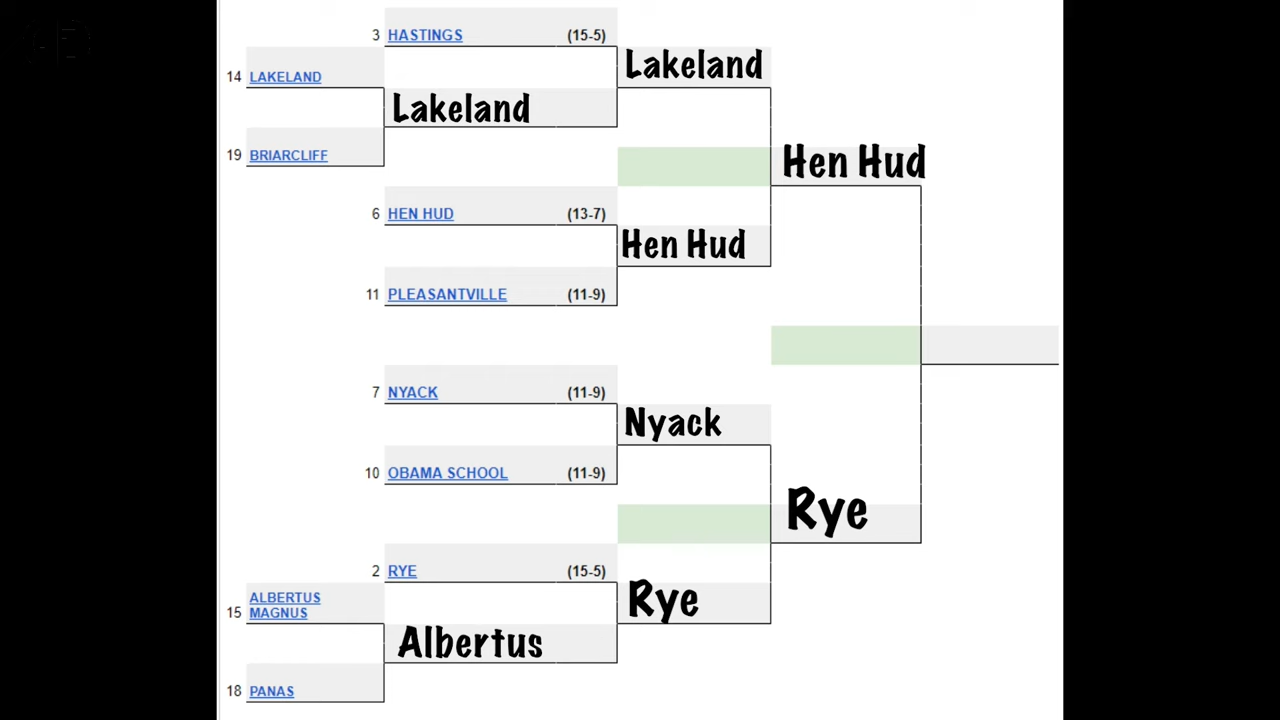 3 HASTINGS (15-5)
Lakeland
14 LAKELAND
Lakeland
19 BRIARCLIFF
Hen Hud
6 HEN HUD (13-7)
Hen Hud
11 PLEASANTVILLE (11-9)
7 NYACK (11-9)
Nyack
10 OBAMA SCHOOL (11-9)
Rye
2 RYE (15-5)
Rye
15 ALBERTUS
MAGNUS
Albertus
18 PANAS